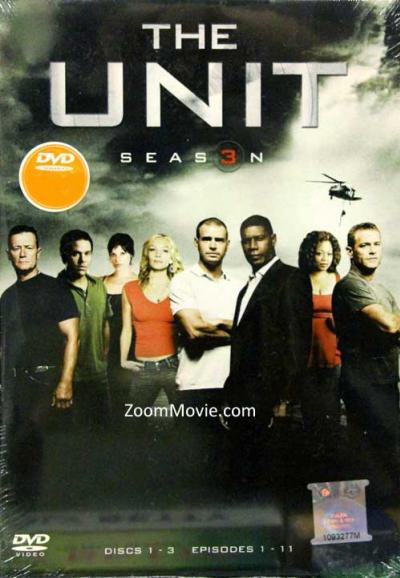 THE
UNIT
SEAS3N
DVD
ZoomMovie.com
DVD
VIDEO
DISCS 1 - 3 EPISODES 1 - 11
1093277M